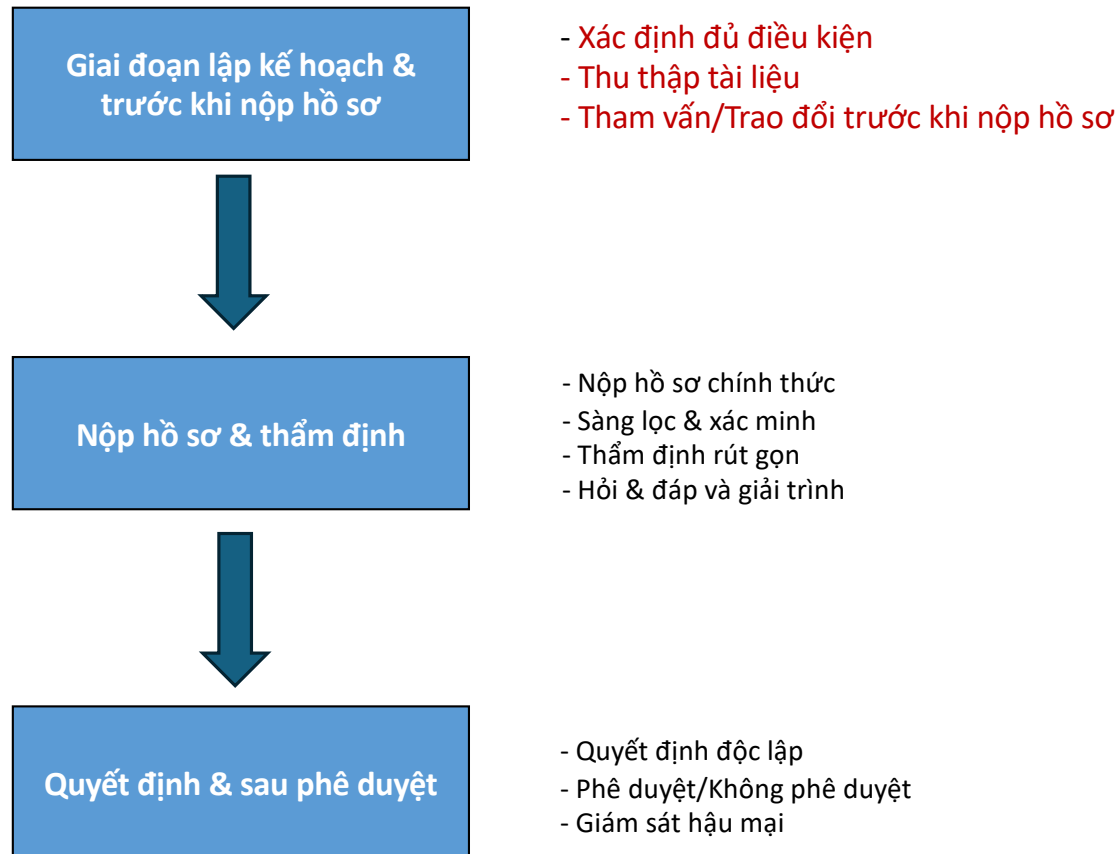 Giai đoạn lập kế hoạch &
trước khi nộp hồ sơ
- Xác định đủ điều kiện
- Thu thập tài liệu
- Tham vấn/Trao đổi trước khi nộp hồ sơ
Nộp hồ sơ & thẩm định
- Nộp hồ sơ chính thức
- Sàng lọc & xác minh
- Thẩm định rút gọn
- Hỏi & đáp và giải trình
Quyết định & sau phê duyệt
- Quyết định độc lập
- Phê duyệt/Không phê duyệt
- Giám sát hậu mại